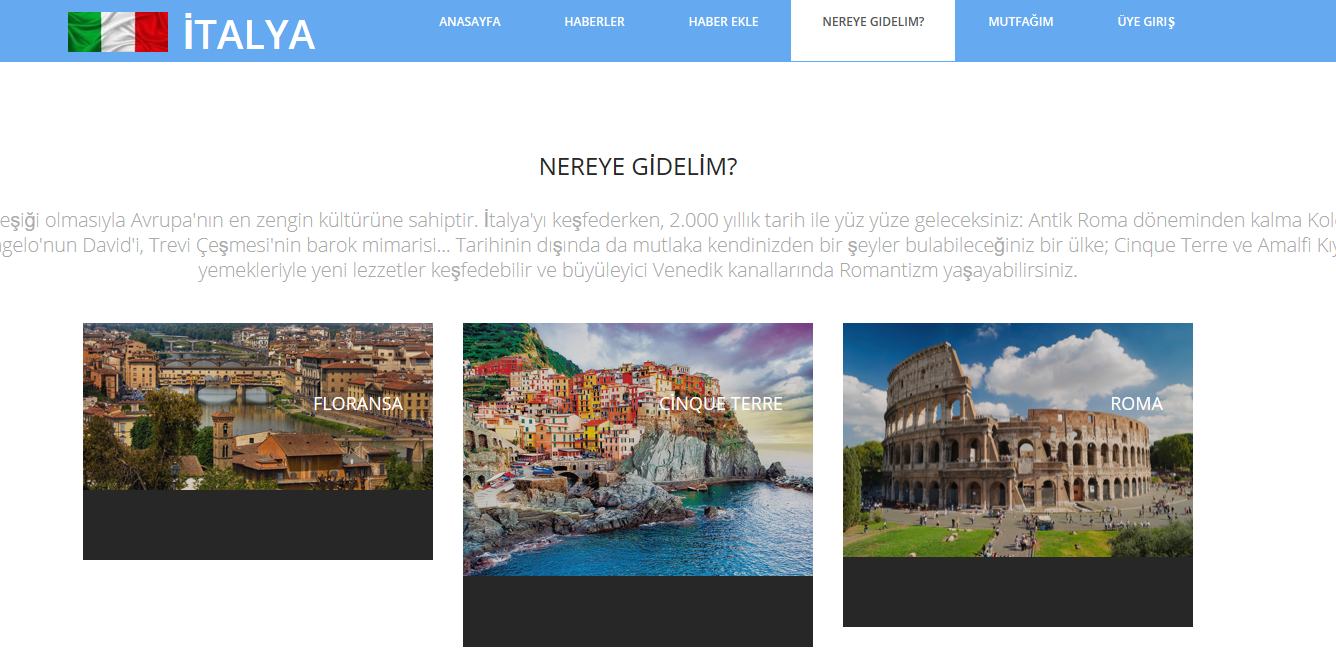 İTALYA
ANASAYFA
HABERLER
HABER EKLE
NEREYE GIDELIM?
MUTFAĞIM
ÜYE GIRIŞ
NEREYE GİDELİM?
eşiği olmasıyla Avrupa'nın en zengin kültürüne sahiptir. İtalya'yı keşfederken, 2.000 yıllık tarih ile yüz yüze geleceksiniz: Antik Roma döneminden kalma Kol
gelo'nun David'i, Trevi Çeşmesi'nin barok mimarisi... Tarihinin dışında da mutlaka kendinizden bir şeyler bulabileceğiniz bir ülke; Cinque Terre ve Amalfi Kıy
yemekleriyle yeni lezzetler keşfedebilir ve büyüleyici Venedik kanallarında Romantizm yaşayabilirsiniz.
FLORANSA
CİNQUE TERRE
ROMA